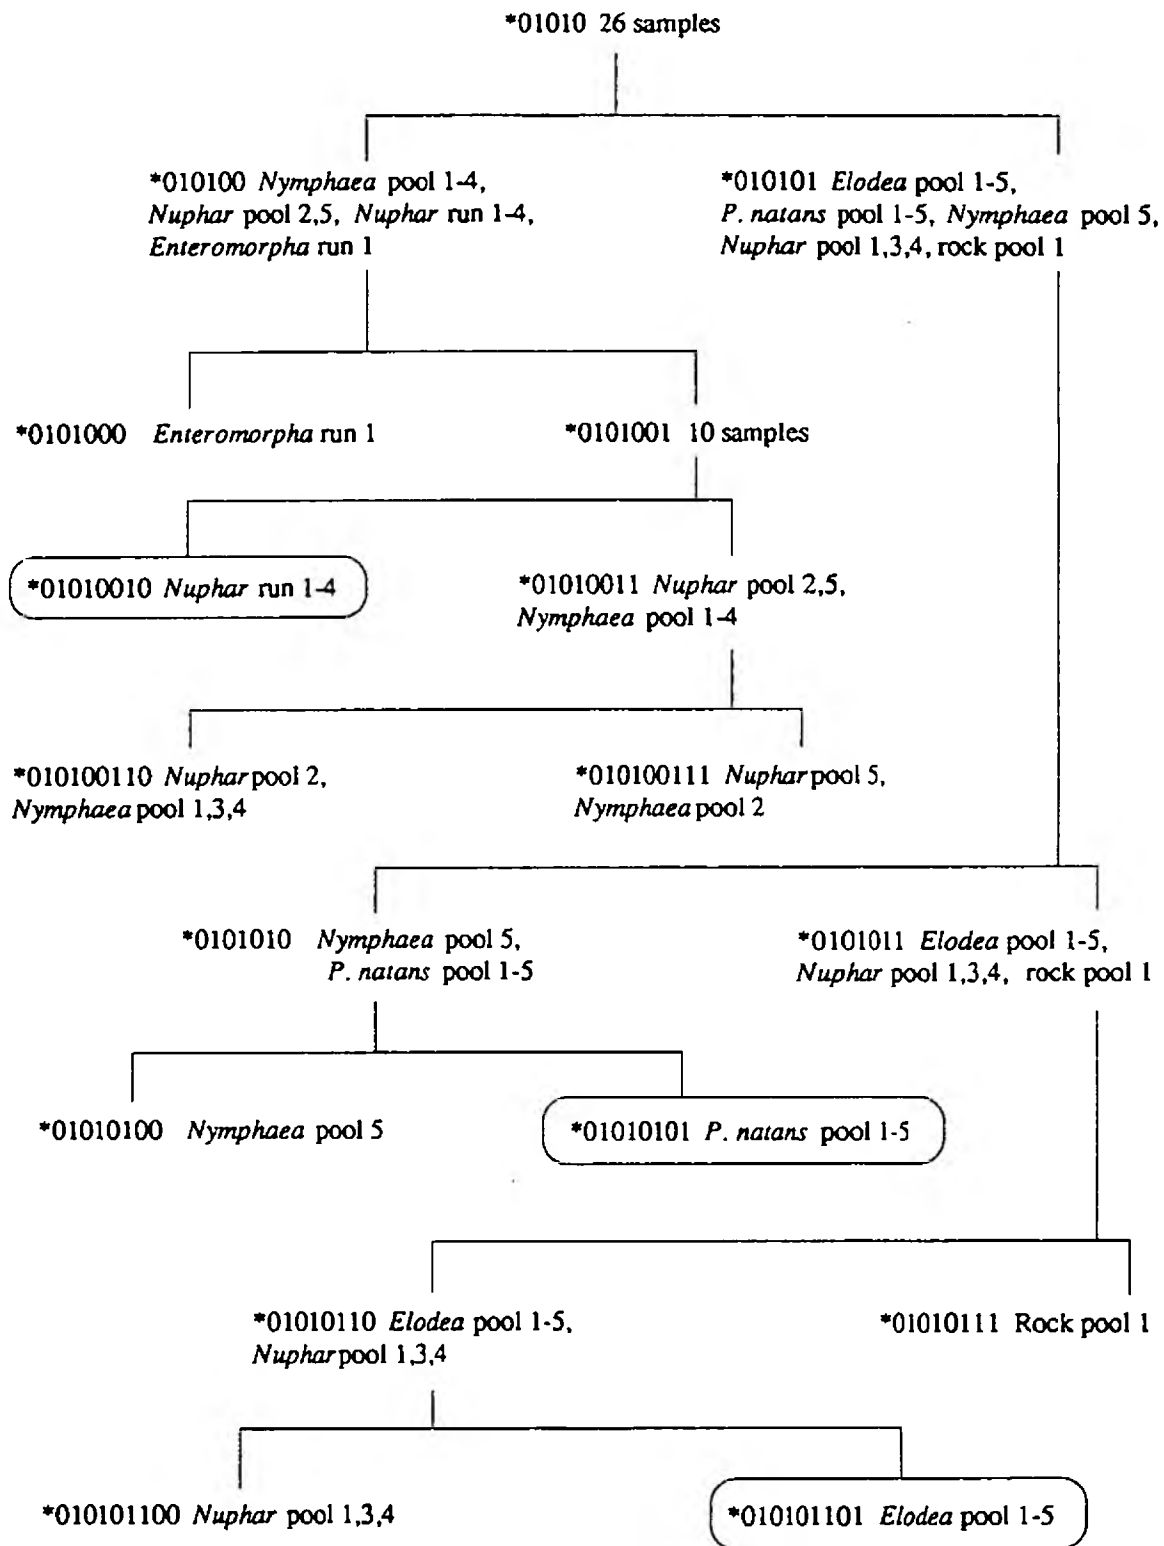 *01010 26 samples
*010100 Nymphaea pool 1-4,
Nuphar pool 2,5, Nuphar run 1-4,
Enteromorpha run 1
*010101 Elodea pool 1-5,
P. natans pool 1-5, Nymphaea pool 5,
Nuphar pool 1,3,4, rock pool 1
*0101000 Enteromorpha run 1
*0101001 10 samples
*01010010 Nuphar run 1-4
*01010011 Nuphar pool 2,5,
Nymphaea pool 1-4
*010100110 Nuphar pool 2,
Nymphaea pool 1,3,4
*010100111 Nuphar pool 5,
Nymphaea pool 2
*0101010 Nymphaea pool 5,
P. natans pool 1-5
*0101011 Elodea pool 1-5,
Nuphar pool 1,3,4, rock pool 1
*01010100 Nymphaea pool 5
*01010101 P. natans pool 1-5
*01010110 Elodea pool 1-5,
Nuphar pool 1,3,4
*01010111 Rock pool 1
*010101100 Nuphar pool 1,3,4
*010101101 Elodea pool 1-5